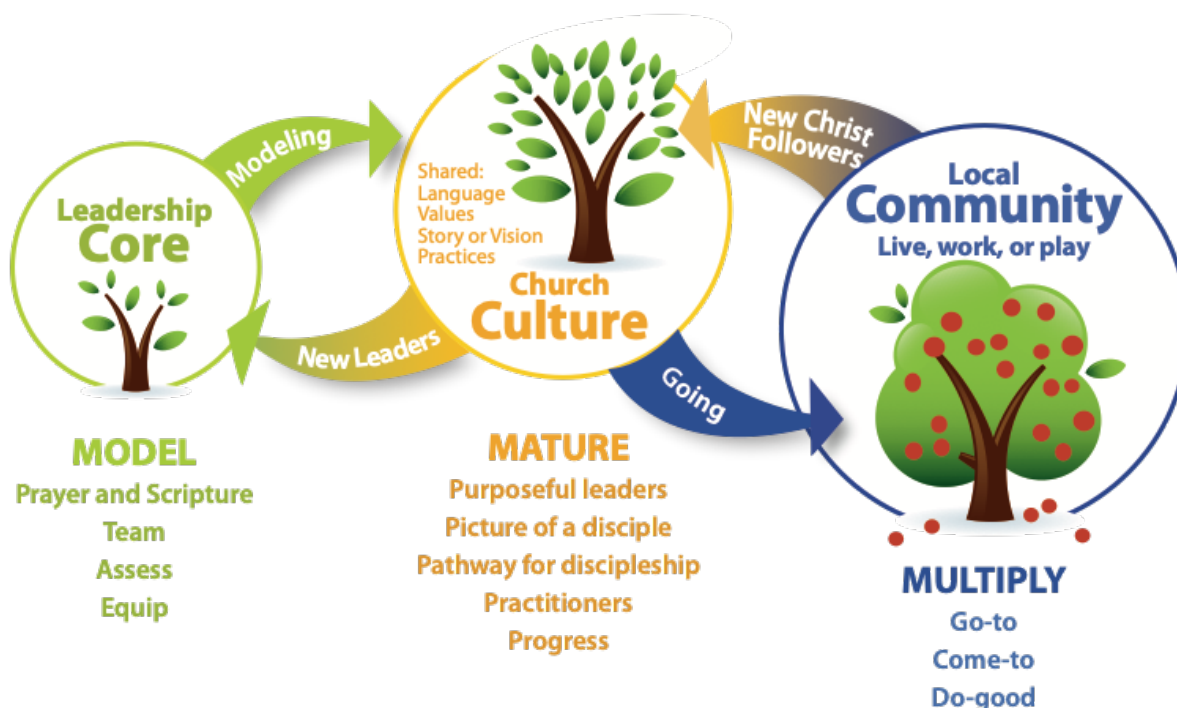 Leadership
Core
Modeling
New Leaders
Shared:
Language
Values
Story or Vision
Practices
Church
Culture
New Christ
Followers
Going
Local
Community
Live, work, or play
MODEL
Prayer and Scripture
Team
Assess
Equip
MATURE
Purposeful leaders
Picture of a disciple
Pathway for discipleship
Practitioners
Progress
MULTIPLY
Go-to
Come-to
Do-good